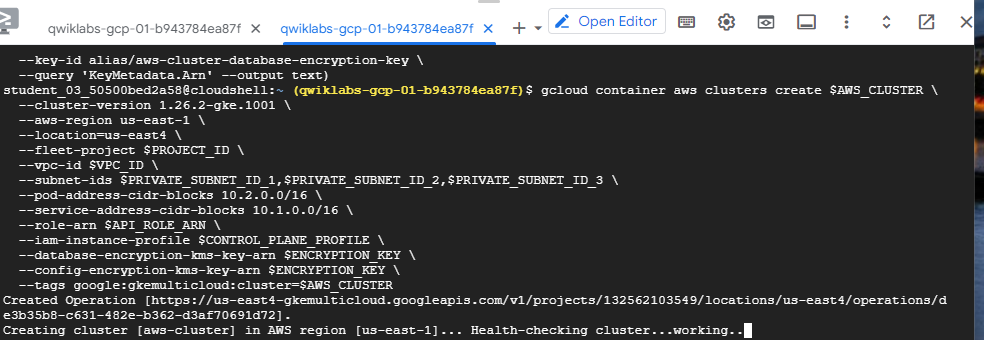 qwiklabs-gcp-01-b943784ea87f × qwiklabs-gcp-01-b943784ea87f × + Open Editor
--key-id alias/aws-cluster-database-encryption-key \
--query 'KeyMetadata.Arn' --output text)
student_03_50500bed2a58@cloudshell:~ (qwiklabs-gcp-01-b943784ea87f)$ gcloud container aws clusters create $AWS_CLUSTER \
--cluster-version 1.26.2-gke.1001 \
--aws-region us-east-1 \
--location=us-east4 \
--fleet-project $PROJECT_ID \
--vpc-id $VPC_ID \
--subnet-ids $PRIVATE_SUBNET_ID_1,$PRIVATE_SUBNET_ID_2,$PRIVATE_SUBNET_ID_3 \
--pod-address-cidr-blocks 10.2.0.0/16 \
--service-address-cidr-blocks 10.1.0.0/16 \
--role-arn $API_ROLE_ARN \
--iam-instance-profile $CONTROL_PLANE_PROFILE \
--database-encryption-kms-key-arn $ENCRYPTION_KEY \
--config-encryption-kms-key-arn $ENCRYPTION_KEY \
--tags google:gkemulticloud:cluster=$AWS_CLUSTER
Created Operation [https://us-east4-gkemulticloud.googleapis.com/v1/projects/132562103549/locations/us-east4/operations/d
e3b35b8-c631-482e-b362-d3af70691d72].
Creating cluster [aws-cluster] in AWS region [us-east-1]... Health-checking cluster...working..